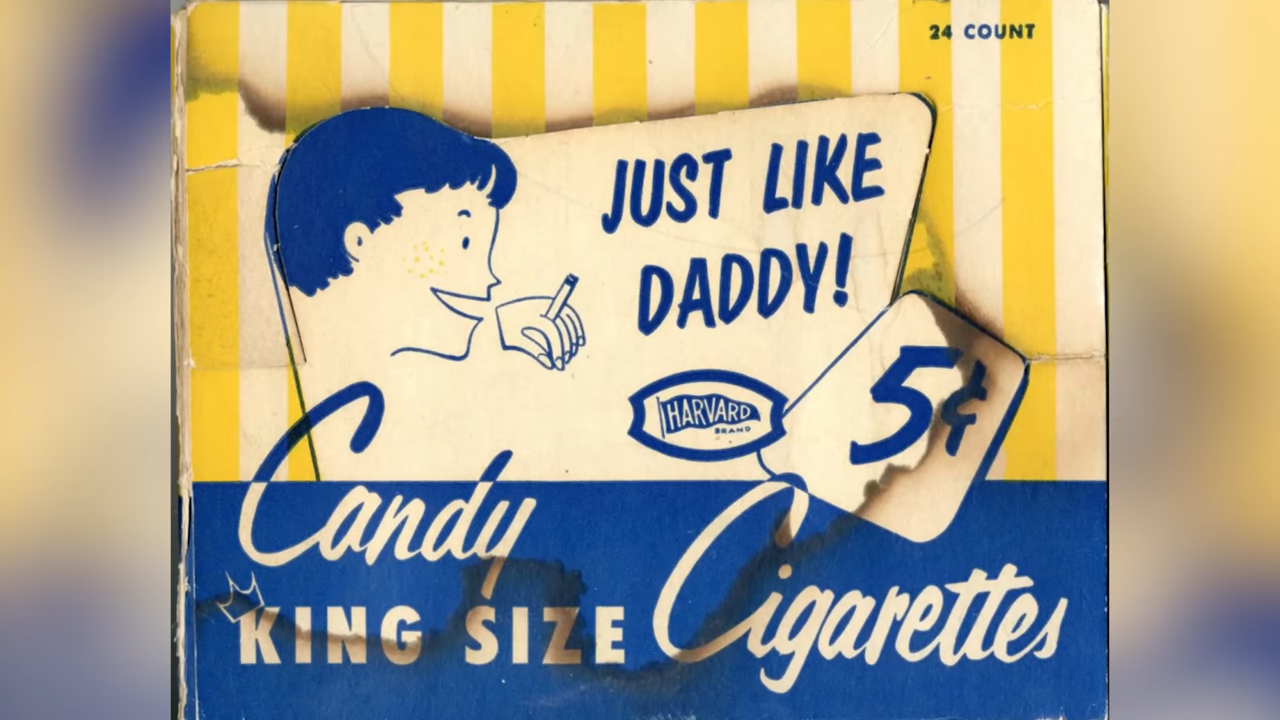 24 COUNT
JUST LIKE
DADDY!
HARVARD
BRAND
5¢
Candy
KING SIZE
Cigarettes